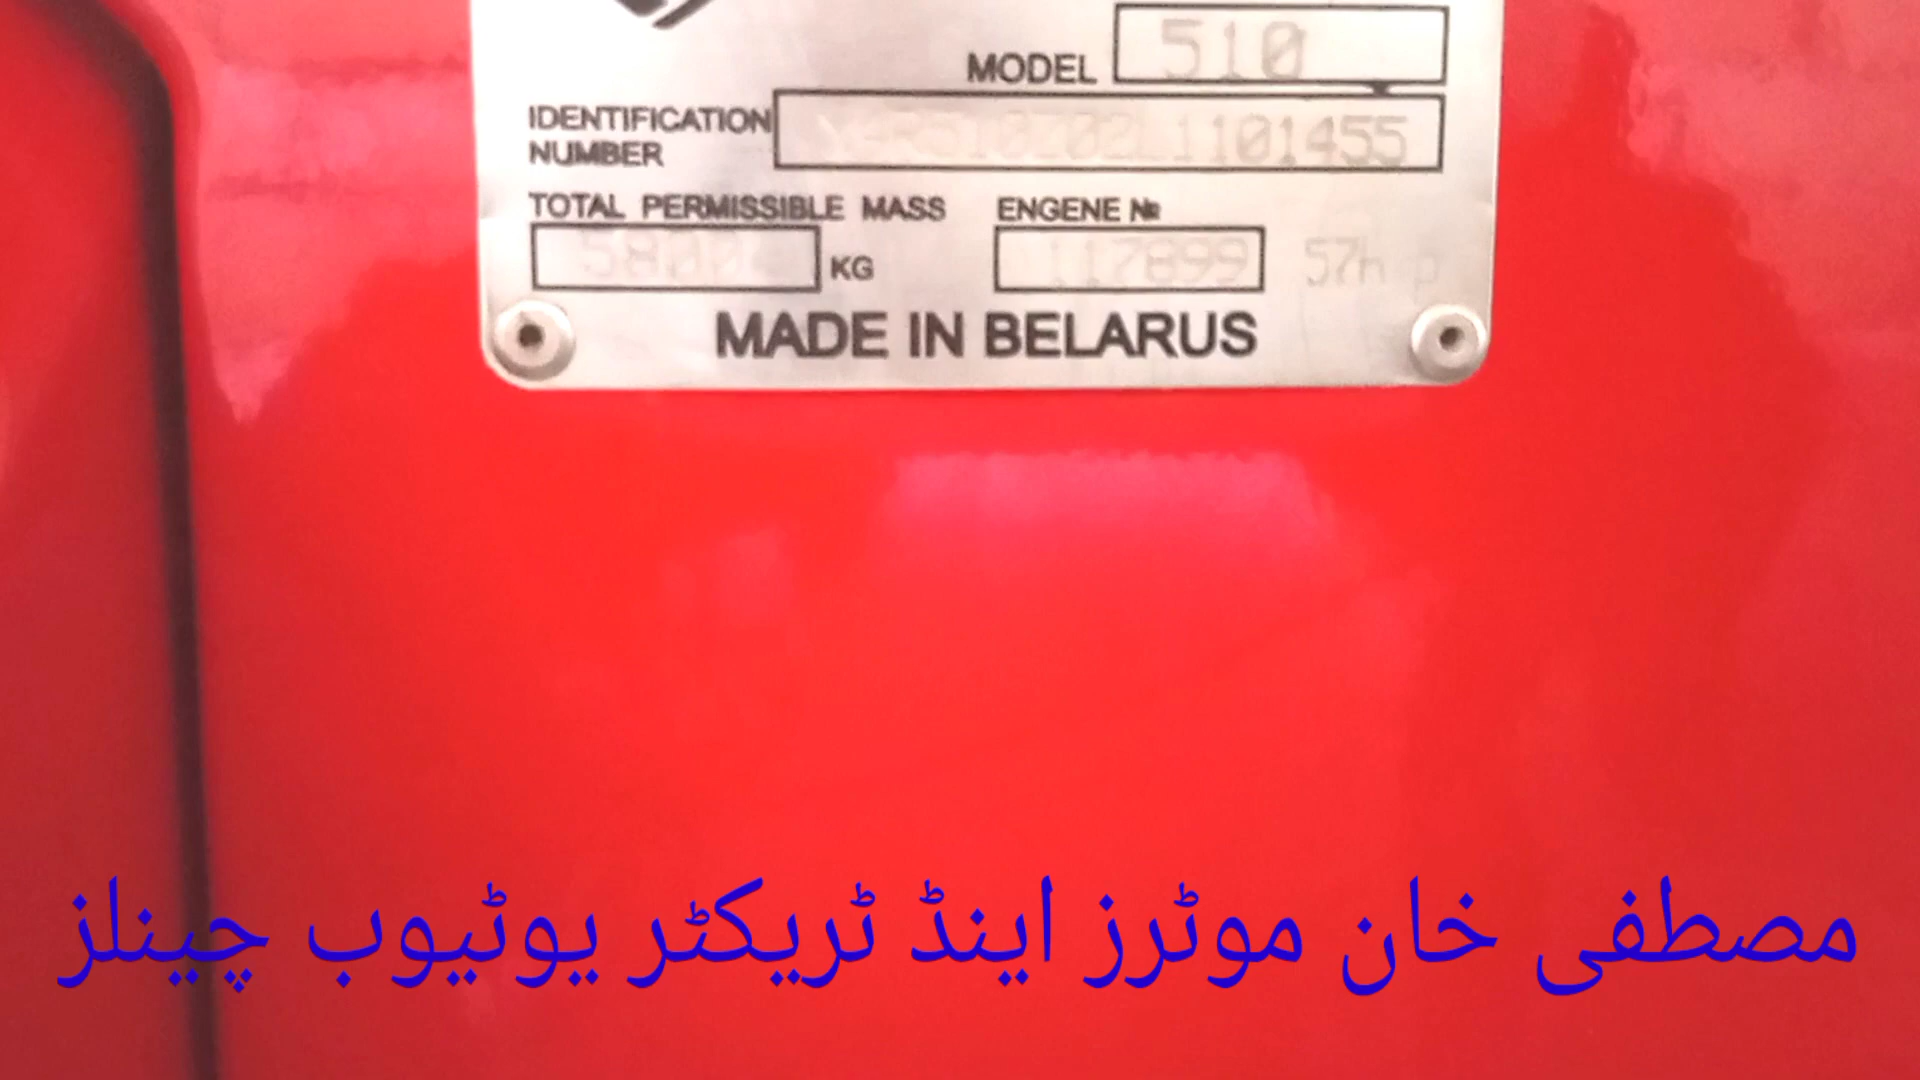 MODEL 510
IDENTIFICATION NUMBER 1101455
TOTAL PERMISSIBLE MASS ENGENE №
KG 117899 57h p
MADE IN BELARUS
مصطفی خان موٹرز اینڈ ٹریکٹر یوٹیوب چینلز